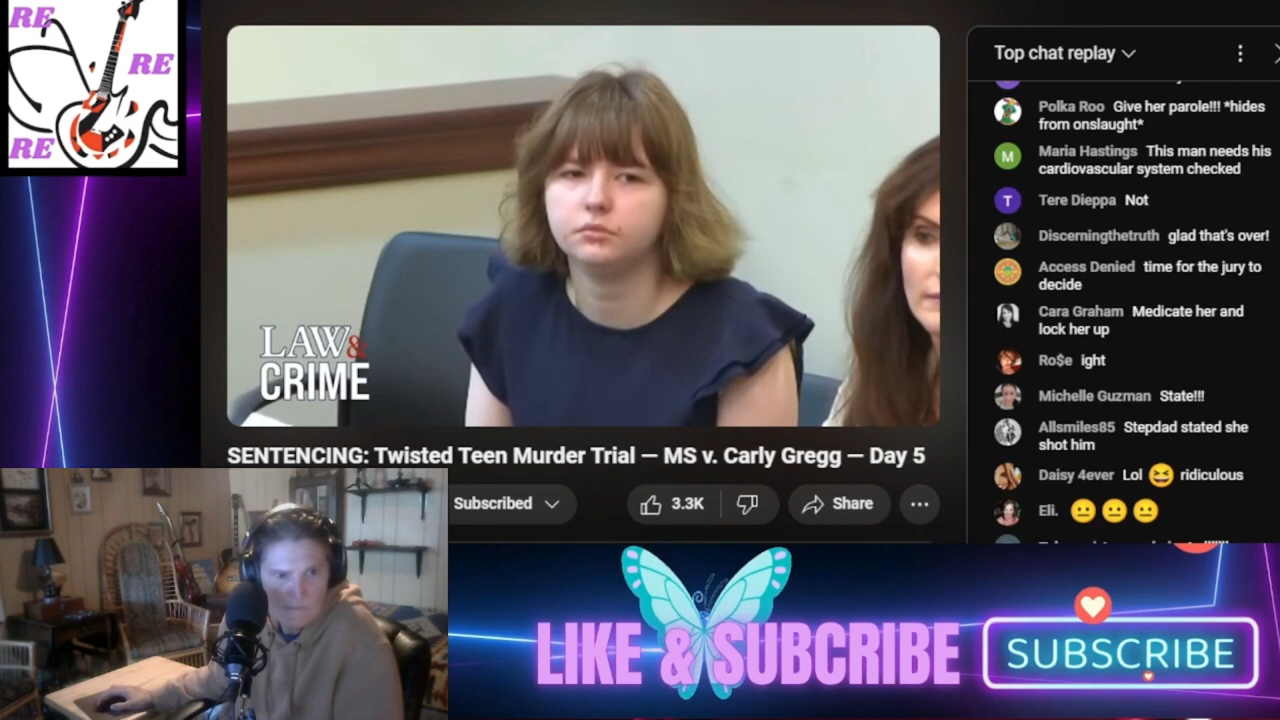 RE
RE
RE
LAW&
CRIME
SENTENCING: Twisted Teen Murder Trial — MS v. Carly Gregg — Day 5
Subscribed
3.3K
Share
Top chat replay
Polka Roo Give her parole!!! *hides
from onslaught*
M
Maria Hastings This man needs his
cardiovascular system checked
T
Tere Dieppa Not
Discerningthetruth glad that's over!
Access Denied time for the jury to
decide
Cara Graham Medicate her and
lock her up
Ro$e ight
Michelle Guzman State!!!
Allsmiles85 Stepdad stated she
shot him
Daisy 4ever Lol 😆 ridiculous
Eli. 😐 😐 😐
LIKE & SUBCRIBE
SUBSCRIBE